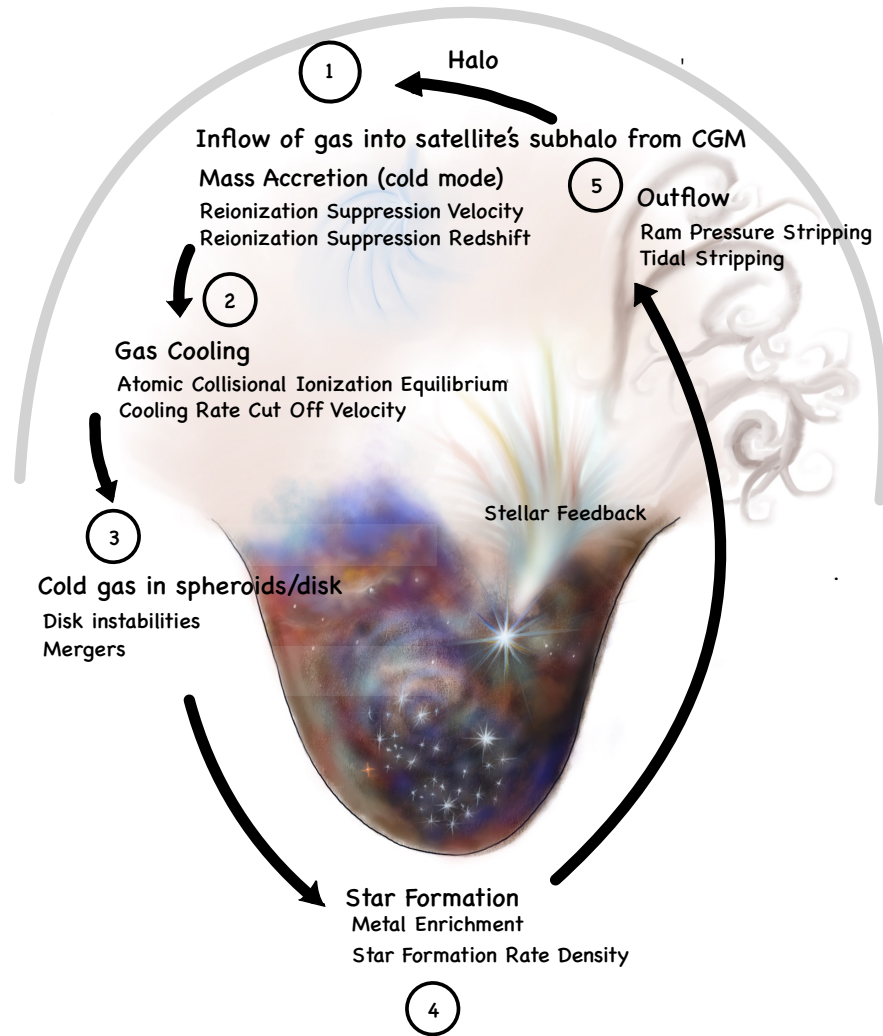 Halo
1
Inflow of gas into satellite's subhalo from CGM
Mass Accretion (cold mode)
Reionization Suppression Velocity
Reionization Suppression Redshift
5
Outflow
Ram Pressure Stripping
Tidal Stripping
2
Gas Cooling
Atomic Collisional Ionization Equilibrium
Cooling Rate Cut Off Velocity
Stellar Feedback
3
Cold gas in spheroids/disk
Disk instabilities
Mergers
Star Formation
Metal Enrichment
Star Formation Rate Density
4